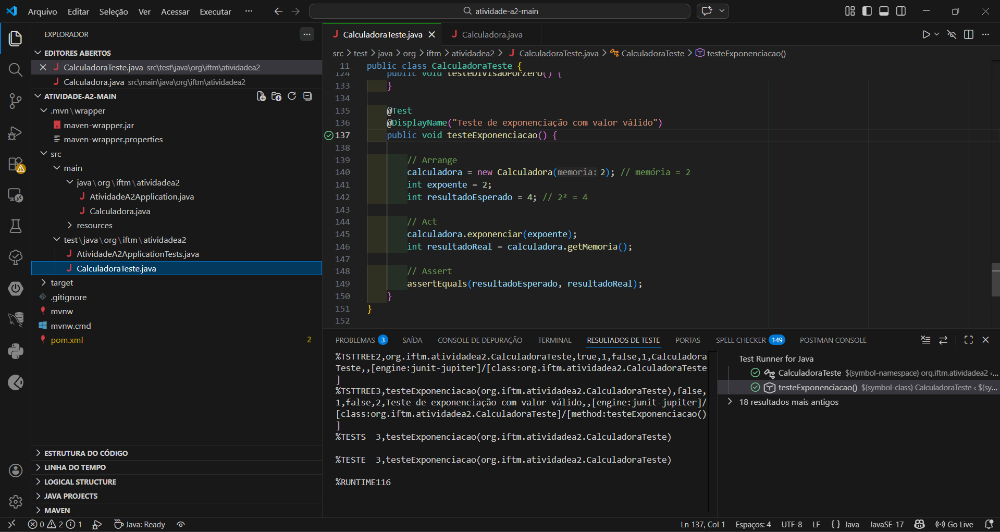 Arquivo Editar Seleção Ver Acessar Executar ··· atividade-a2-main
EXPLORADOR
EDITORES ABERTOS
CalculadoraTeste.java src\test\java\org\iftm\atividadea2
Calculadora.java src\main\java\org\iftm\atividadea2
ATIVIDADE-A2-MAIN
.mvn\wrapper
maven-wrapper.jar
maven-wrapper.properties
src
main
java\org\iftm\atividadea2
AtividadeA2Application.java
Calculadora.java
resources
test\java\org\iftm\atividadea2
AtividadeA2ApplicationTests.java
CalculadoraTeste.java
target
.gitignore
mvnw
mvnw.cmd
pom.xml 2
ESTRUTURA DO CÓDIGO
LINHA DO TEMPO
LOGICAL STRUCTURE
JAVA PROJECTS
MAVEN
CalculadoraTeste.java Calculadora.java
src > test > java > org > iftm > atividadea2 > CalculadoraTeste.java > CalculadoraTeste > testeExponenciacao()
11 public class CalculadoraTeste {
124 public void testeDivisaoPorZero() {
133 }
134
135 @Test
136 @DisplayName("Teste de exponenciação com valor válido")
137 public void testeExponenciacao() {
138
139 // Arrange
140 calculadora = new Calculadora(memoria: 2); // memória = 2
141 int expoente = 2;
142 int resultadoEsperado = 4; // 2² = 4
143
144 // Act
145 calculadora.exponenciar(expoente);
146 int resultadoReal = calculadora.getMemoria();
147
148 // Assert
149 assertEquals(resultadoEsperado, resultadoReal);
150 }
151 }
152
PROBLEMAS 3 SAÍDA CONSOLE DE DEPURAÇÃO TERMINAL RESULTADOS DE TESTE PORTAS SPELL CHECKER 149 POSTMAN CONSOLE
%TSTTREE2,org.iftm.atividadea2.CalculadoraTeste,true,1,false,1,Calculadora
Teste,,[engine:junit-jupiter]/[class:org.iftm.atividadea2.CalculadoraTeste
]
%TSTTREE3,testeExponenciacao(org.iftm.atividadea2.CalculadoraTeste),false,
1,false,2,Teste de exponenciação com valor válido,,[engine:junit-jupiter]/
[class:org.iftm.atividadea2.CalculadoraTeste]/[method:testeExponenciacao()
]
%TESTS 3,testeExponenciacao(org.iftm.atividadea2.CalculadoraTeste)
%TESTE 3,testeExponenciacao(org.iftm.atividadea2.CalculadoraTeste)
%RUNTIME116
Test Runner for Java
CalculadoraTeste $(symbol-namespace) org.iftm.atividadea2 <...
testeExponenciacao() $(symbol-class) CalculadoraTeste < $(sy...
18 resultados mais antigos
0 2 1 Java: Ready Ln 137, Col 1 Espaços: 4 UTF-8 LF {} Java JavaSE-17 Go Live